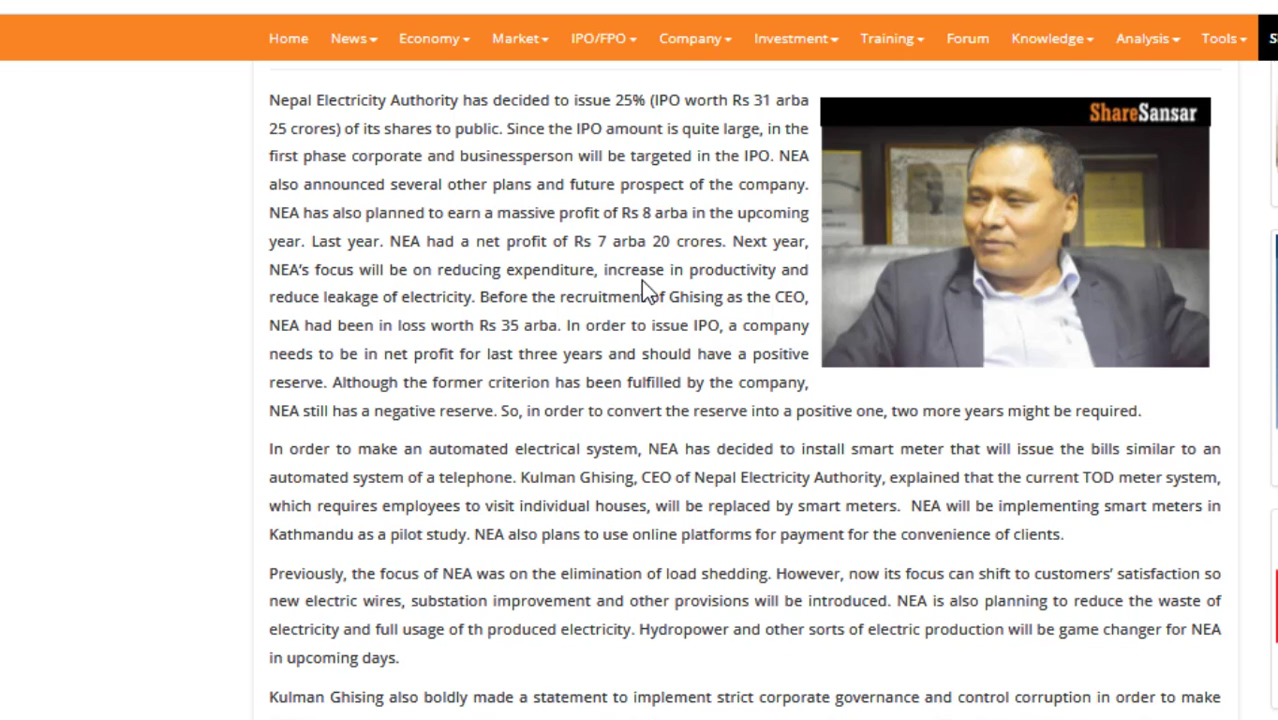 Home News Economy Market IPO/FPO Company Investment Training Forum Knowledge Analysis Tools
ShareSansar
Nepal Electricity Authority has decided to issue 25% (IPO worth Rs 31 arba
25 crores) of its shares to public. Since the IPO amount is quite large, in the
first phase corporate and businessperson will be targeted in the IPO. NEA
also announced several other plans and future prospect of the company.
NEA has also planned to earn a massive profit of Rs 8 arba in the upcoming
year. Last year. NEA had a net profit of Rs 7 arba 20 crores. Next year,
NEA's focus will be on reducing expenditure, increase in productivity and
reduce leakage of electricity. Before the recruitment of Ghising as the CEO,
NEA had been in loss worth Rs 35 arba. In order to issue IPO, a company
needs to be in net profit for last three years and should have a positive
reserve. Although the former criterion has been fulfilled by the company,
NEA still has a negative reserve. So, in order to convert the reserve into a positive one, two more years might be required.
In order to make an automated electrical system, NEA has decided to install smart meter that will issue the bills similar to an
automated system of a telephone. Kulman Ghising, CEO of Nepal Electricity Authority, explained that the current TOD meter system,
which requires employees to visit individual houses, will be replaced by smart meters. NEA will be implementing smart meters in
Kathmandu as a pilot study. NEA also plans to use online platforms for payment for the convenience of clients.
Previously, the focus of NEA was on the elimination of load shedding. However, now its focus can shift to customers' satisfaction so
new electric wires, substation improvement and other provisions will be introduced. NEA is also planning to reduce the waste of
electricity and full usage of th produced electricity. Hydropower and other sorts of electric production will be game changer for NEA
in upcoming days.
Kulman Ghising also boldly made a statement to implement strict corporate governance and control corruption in order to make